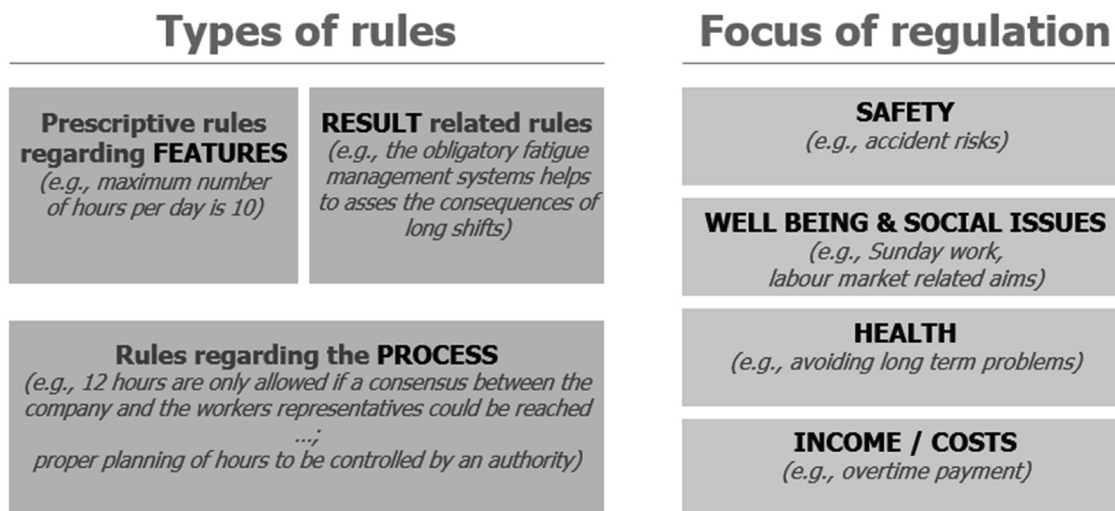 Types of rules
Prescriptive rules
regarding FEATURES
(e.g., maximum number
of hours per day is 10)
RESULT related rules
(e.g., the obligatory fatigue
management systems helps
to asses the consequences of
long shifts)
Rules regarding the PROCESS
(e.g., 12 hours are only allowed if a consensus between the
company and the workers representatives could be reached
...;
proper planning of hours to be controlled by an authority)
Focus of regulation
SAFETY
(e.g., accident risks)
WELL BEING & SOCIAL ISSUES
(e.g., Sunday work,
labour market related aims)
HEALTH
(e.g., avoiding long term problems)
INCOME / COSTS
(e.g., overtime payment)